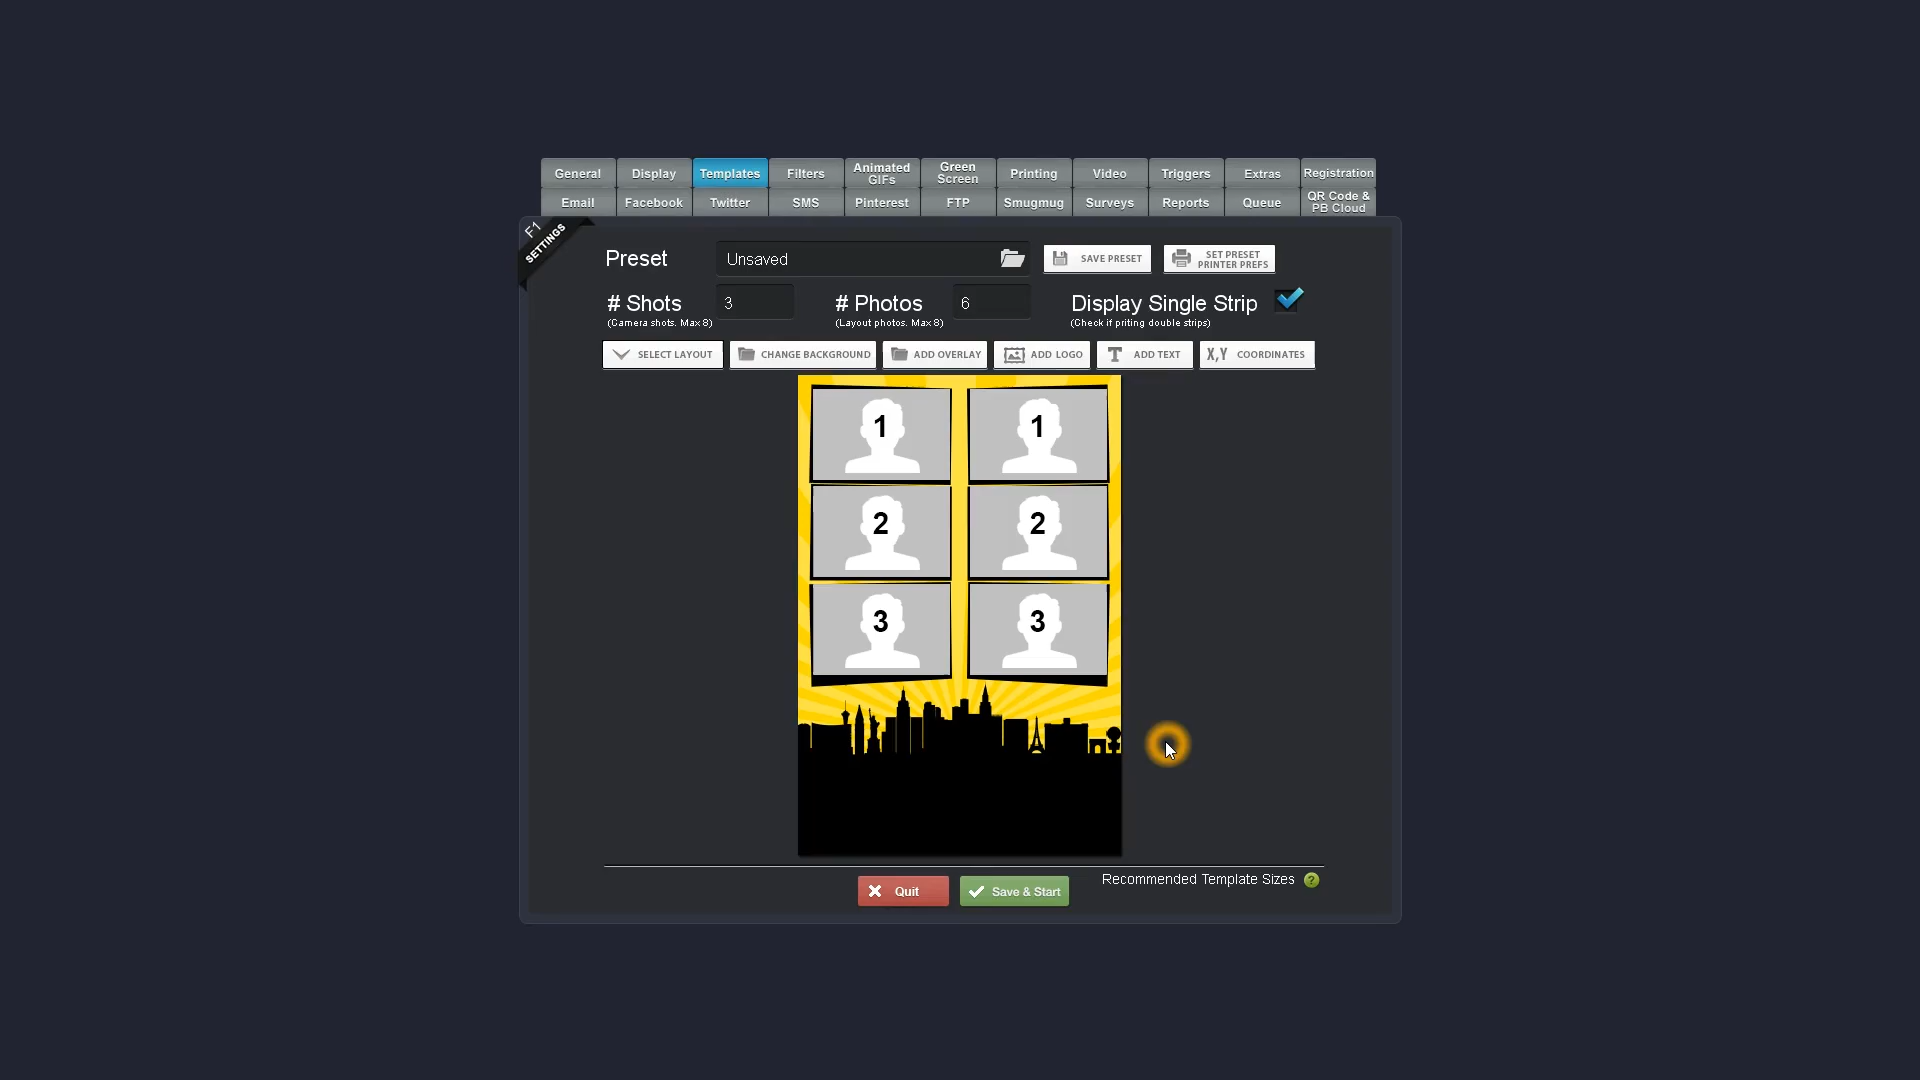 General Display Templates Filters Animated GIFs Green Screen Printing Video Triggers Extras Registration
Email Facebook Twitter SMS Pinterest FTP Smugmug Surveys Reports Queue QR Code & PB Cloud
F1
SETTINGS
Preset Unsaved SAVE PRESET SET PRESET PRINTER PREFS
# Shots 3 # Photos 6 Display Single Strip
(Camera shots. Max 8) (Layout photos. Max 8) (Check if priting double strips)
SELECT LAYOUT CHANGE BACKGROUND ADD OVERLAY ADD LOGO T ADD TEXT X,Y COORDINATES
1 1
2 2
3 3
Quit Save & Start Recommended Template Sizes ?